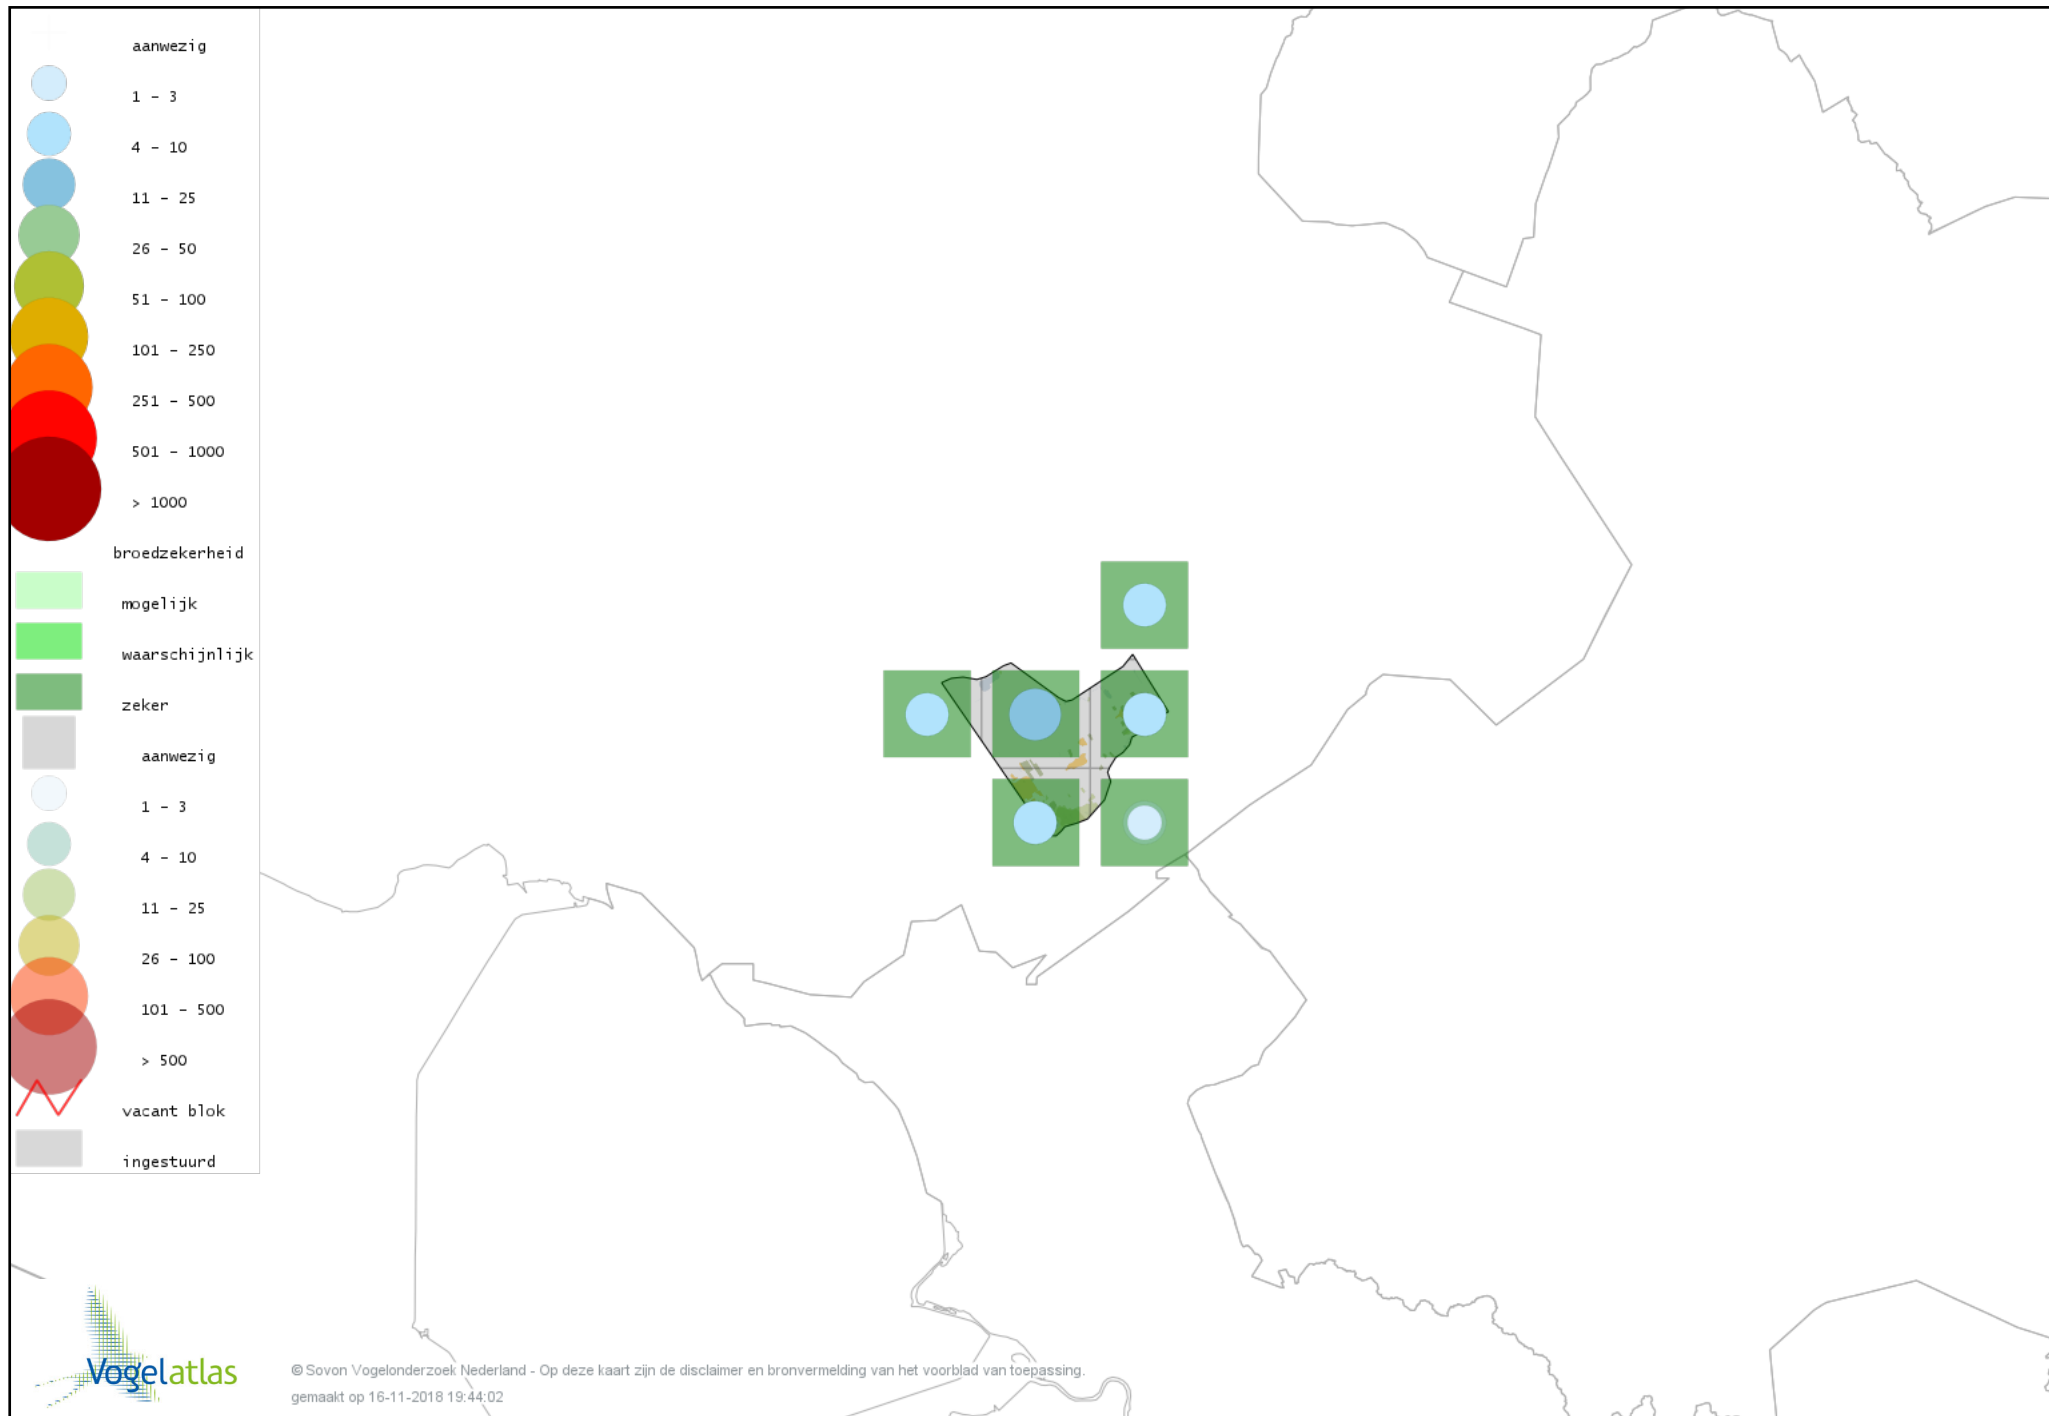 aanwezig
1 – 3
4 – 10
11 – 25
26 – 50
51 – 100
101 – 250
251 – 500
501 – 1000
> 1000
broedzekerheid
mogelijk
waarschijnlijk
zeker
aanwezig
1 – 3
4 – 10
11 – 25
26 – 100
101 – 500
> 500
vacant blok
ingestuurd
Vogelatlas
© Sovon Vogelonderzoek Nederland - Op deze kaart zijn de disclaimer en bronvermelding van het voorblad van toepassing.
gemaakt op 16-11-2018 19:44:02